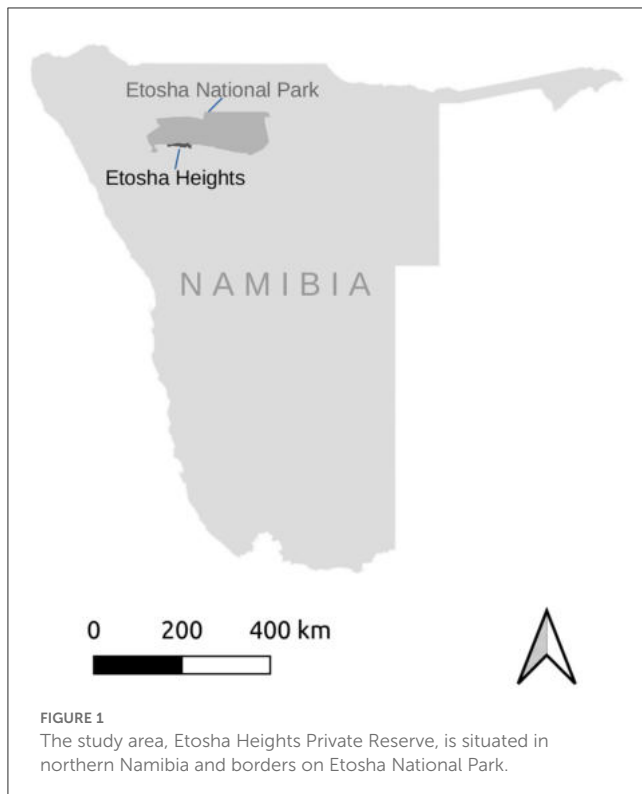 Etosha National Park
Etosha Heights
NAMIBIA
0 200 400 km
FIGURE 1
The study area, Etosha Heights Private Reserve, is situated in
northern Namibia and borders on Etosha National Park.